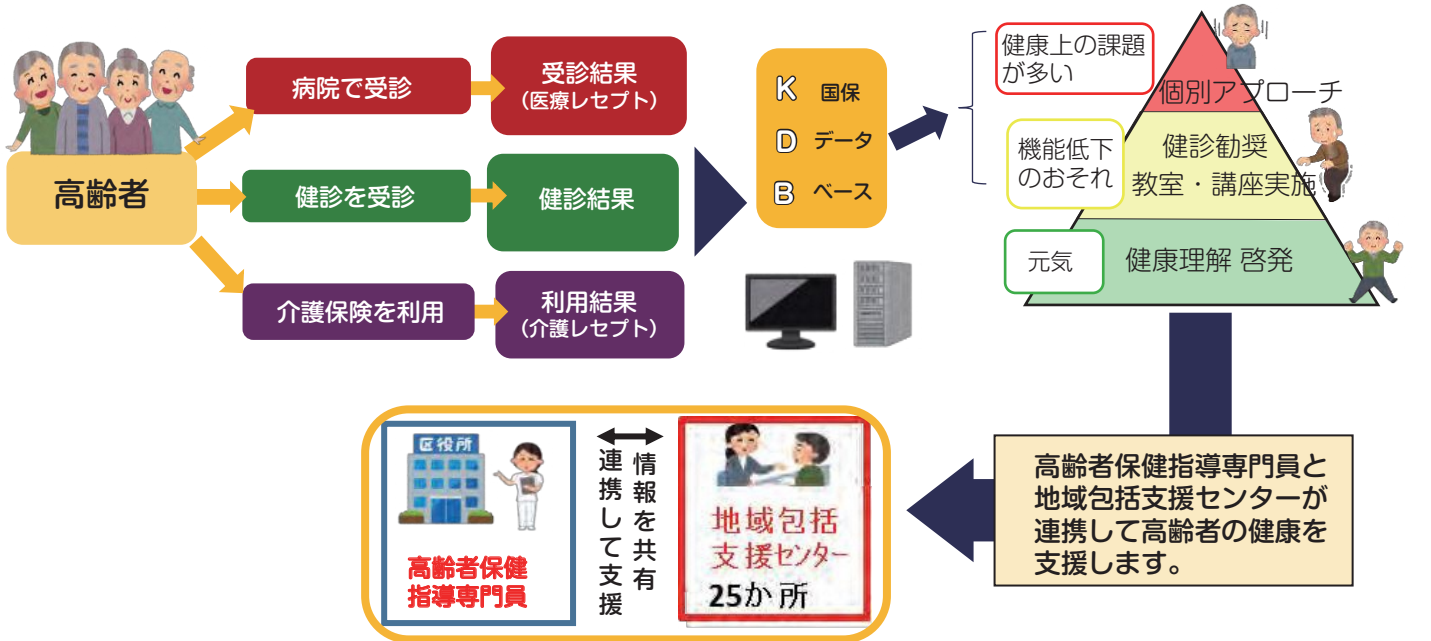 高齢者
病院で受診
受診結果
（医療レセプト）
健診を受診
健診結果
介護保険を利用
利用結果
（介護レセプト）
K 国保
D データ
B ベース
健康上の課題
が多い
個別アプローチ
機能低下
のおそれ
健診勧奨
教室・講座実施
元気
健康理解 啓発
高齢者保健指導専門員と
地域包括支援センターが
連携して高齢者の健康を
支援します。
区役所
高齢者保健
指導専門員
情報を共有
連携して支援
地域包括
支援センター
25か所